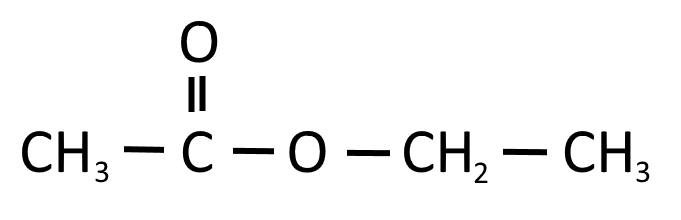 O
CH₃ — C — O — CH₂ — CH₃